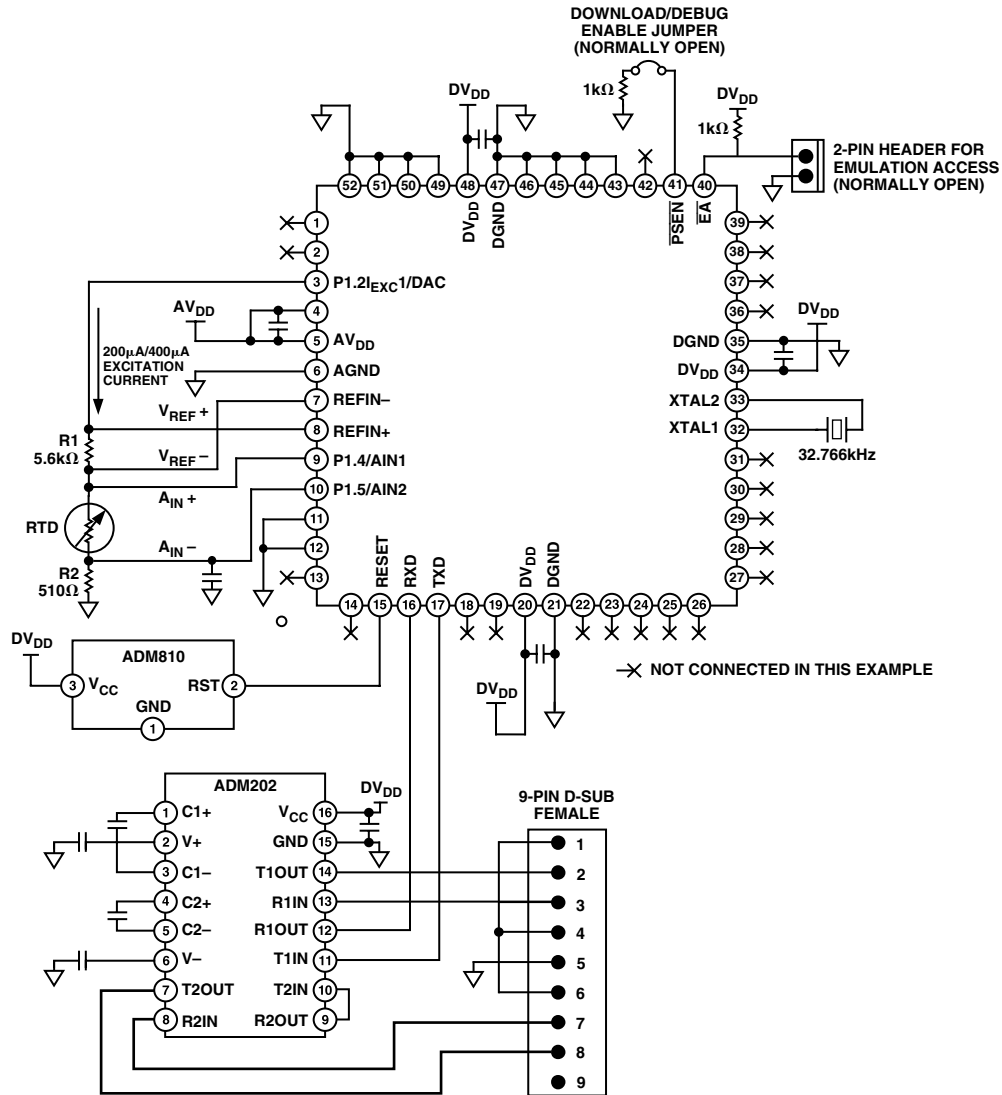 DOWNLOAD/DEBUG
ENABLE JUMPER
(NORMALLY OPEN)
1kΩ
DVDD
1kΩ
DVDD
2-PIN HEADER FOR
EMULATION ACCESS
(NORMALLY OPEN)
52 51 50 49 48 47 46 45 44 43 42 41 40
DVDD
DGND
PSEN
EA
1
2
3 P1.2IEXC1/DAC
4
5 AVDD
6 AGND
7 REFIN–
8 REFIN+
9 P1.4/AIN1
10 P1.5/AIN2
11
12
13
AVDD
200µA/400µA
EXCITATION
CURRENT
VREF+
R1
5.6kΩ
VREF–
AIN+
RTD
AIN–
R2
510Ω
39
38
37
36
DVDD
DGND 35
DVDD 34
XTAL2 33
XTAL1 32
32.766kHz
31
30
29
28
27
RESET
RXD
TXD
DVDD
DGND
14 15 16 17 18 19 20 21 22 23 24 25 26
NOT CONNECTED IN THIS EXAMPLE
DVDD
DVDD
ADM810
3 VCC
RST 2
GND
1
ADM202
DVDD
1 C1+
2 V+
3 C1–
4 C2+
5 C2–
6 V–
7 T2OUT
8 R2IN
VCC 16
GND 15
T1OUT 14
R1IN 13
R1OUT 12
T1IN 11
T2IN 10
R2OUT 9
9-PIN D-SUB
FEMALE
1
2
3
4
5
6
7
8
9